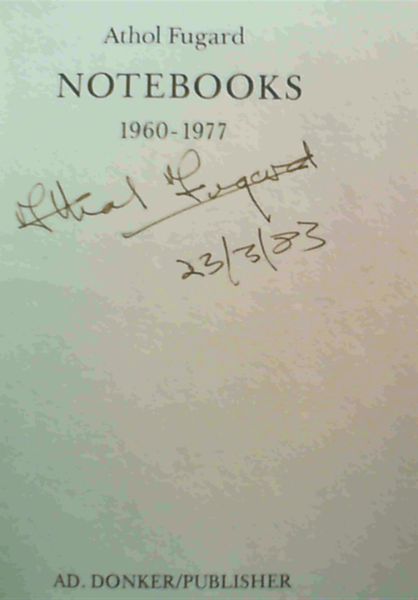 Athol Fugard
NOTEBOOKS
1960-1977
Athol Fugard
23/3/83
AD. DONKER/PUBLISHER